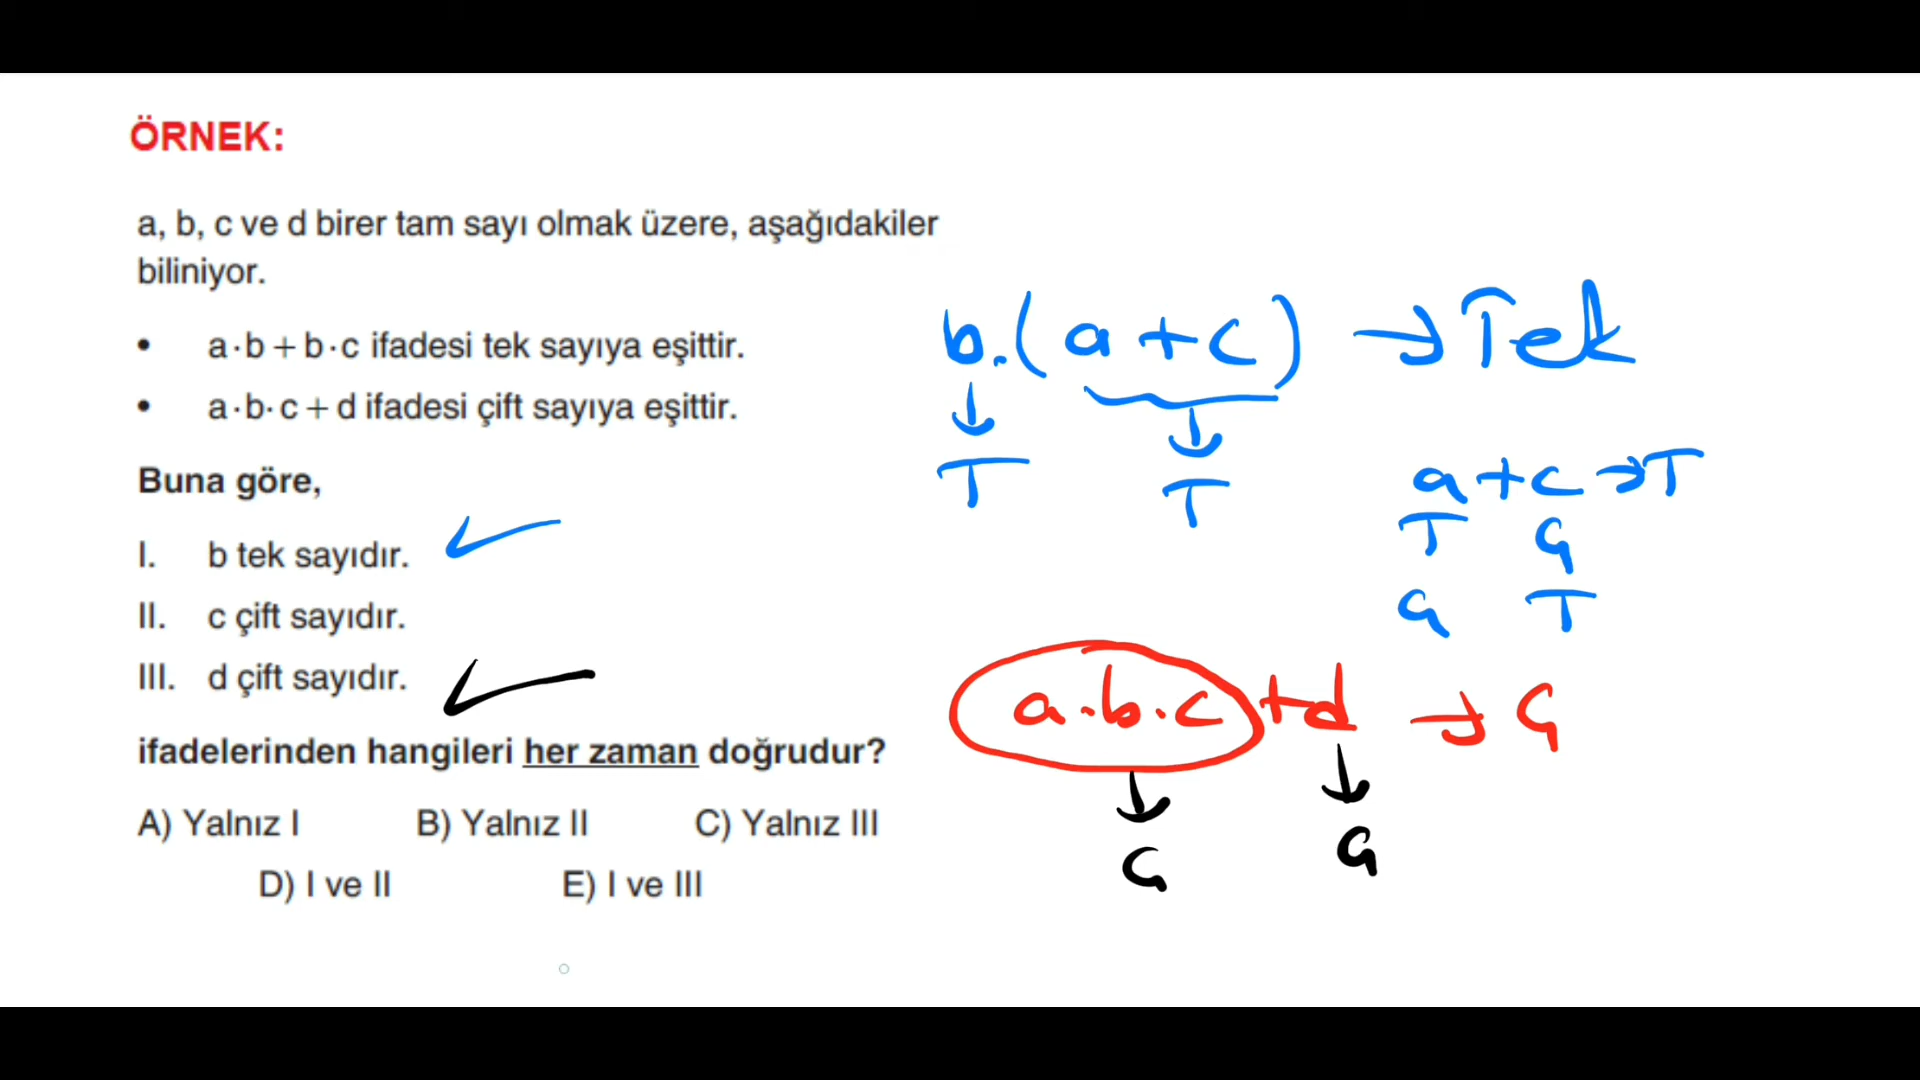 ÖRNEK:
a, b, c ve d birer tam sayı olmak üzere, aşağıdakiler
biliniyor.
• a·b + b·c ifadesi tek sayıya eşittir.
• a·b·c + d ifadesi çift sayıya eşittir.
Buna göre,
I. b tek sayıdır. ✓
II. c çift sayıdır.
III. d çift sayıdır. ✓
ifadelerinden hangileri her zaman doğrudur?
A) Yalnız I B) Yalnız II C) Yalnız III
D) I ve II E) I ve III
b.(a+c) → Tek
↓ ↓
T T
a+c → T
T Ç
Ç T
a.b.c+d → Ç
↓ ↓
Ç Ç